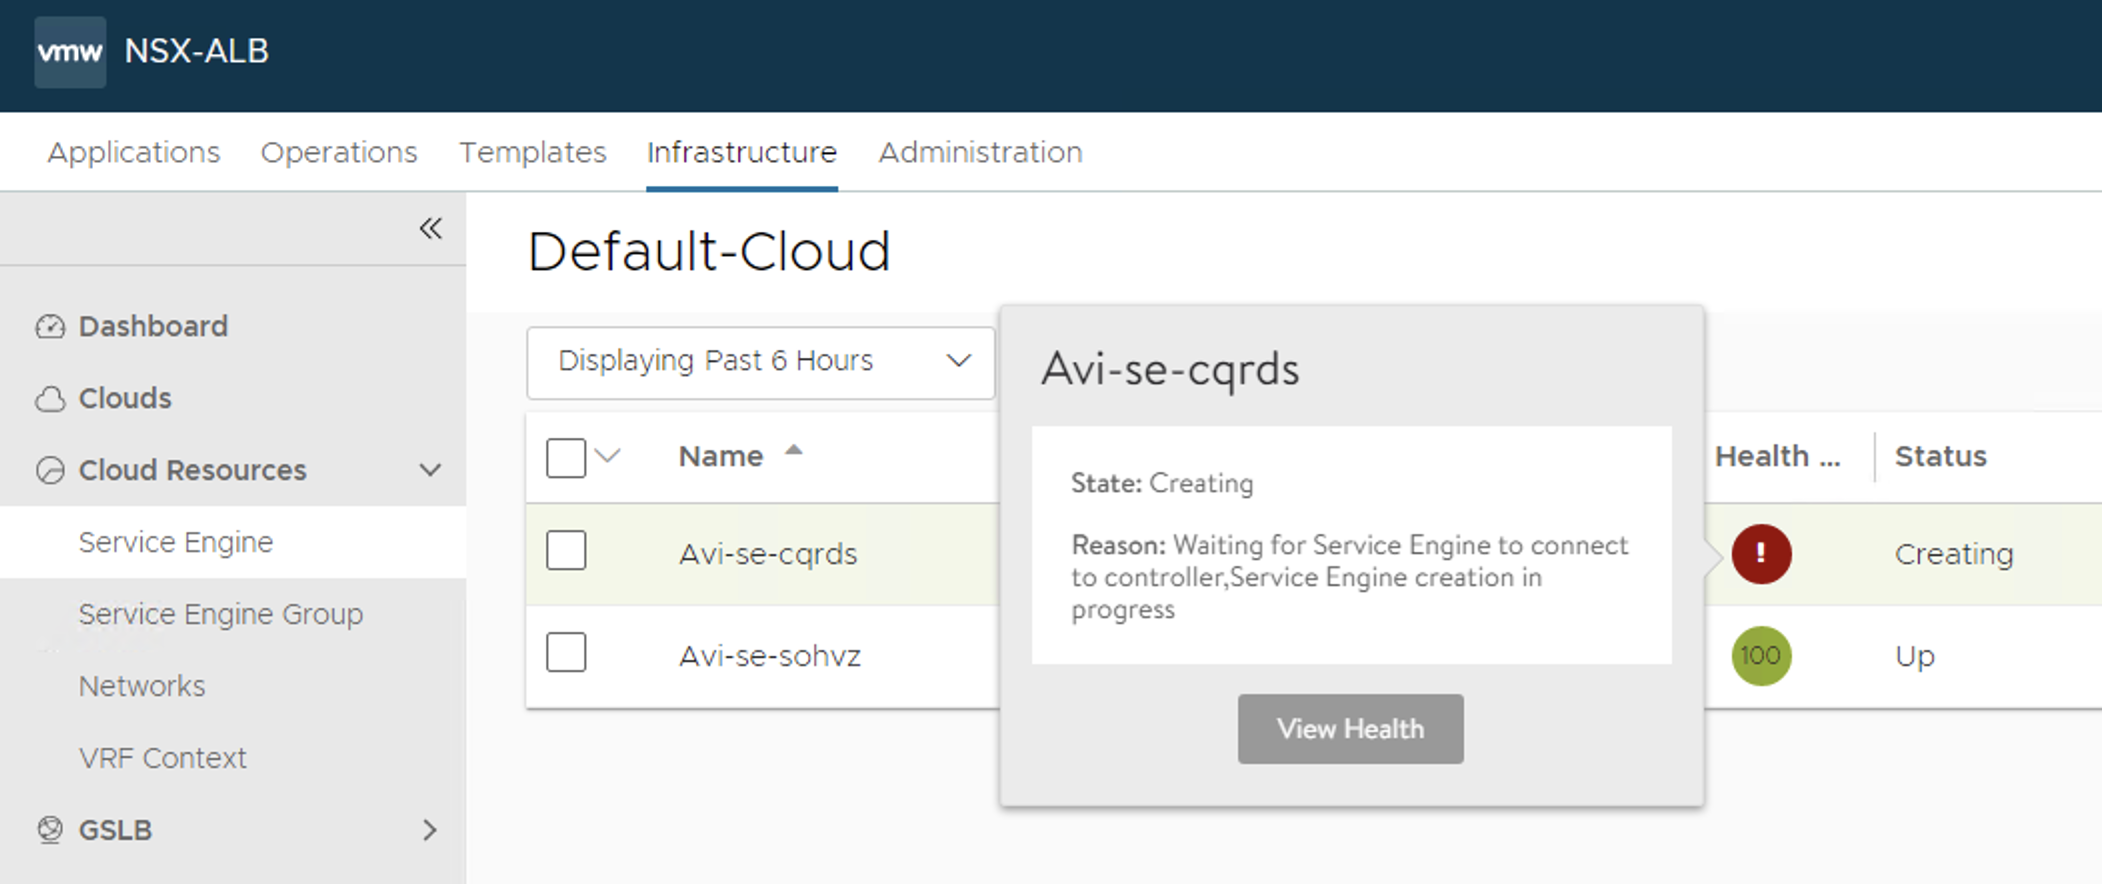 vmw NSX-ALB
Applications Operations Templates Infrastructure Administration
Default-Cloud
Dashboard
Clouds
Cloud Resources
Service Engine
Service Engine Group
Networks
VRF Context
GSLB
Displaying Past 6 Hours
Name Health ... Status
Avi-se-cqrds Creating
Avi-se-sohvz 100 Up
Avi-se-cqrds
State: Creating
Reason: Waiting for Service Engine to connect
to controller,Service Engine creation in
progress
View Health